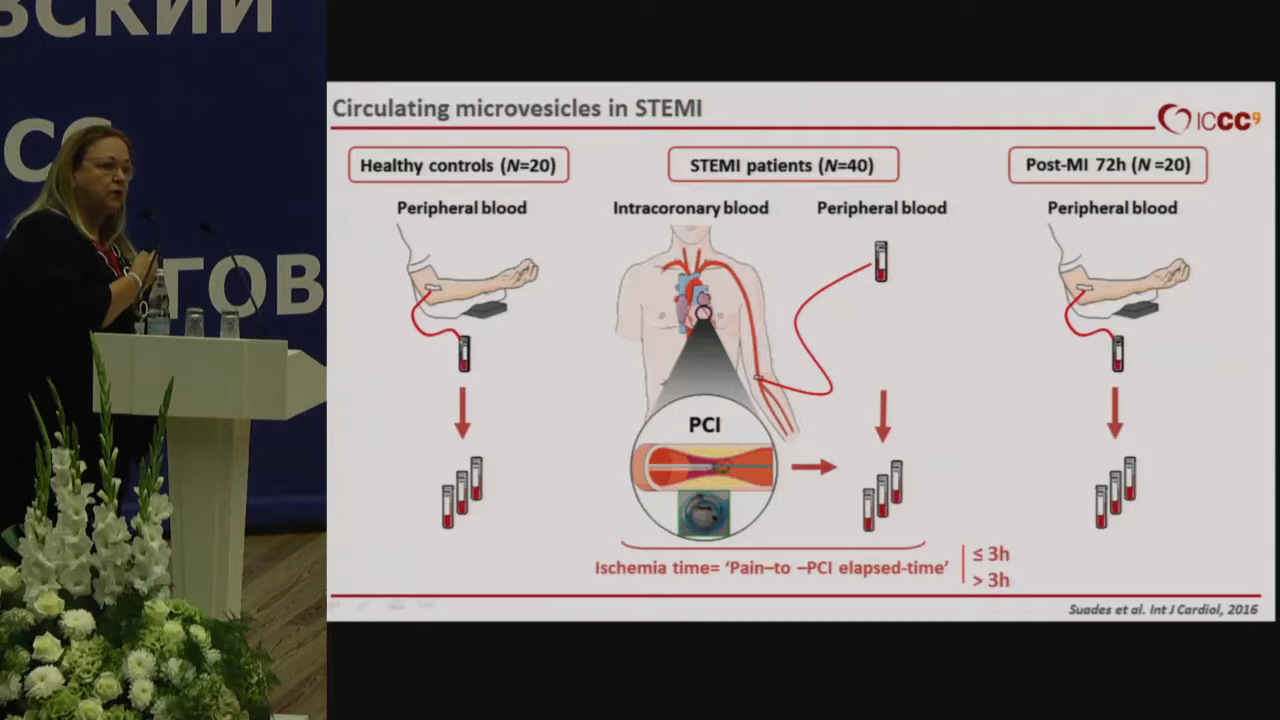 ВСКИЙ
СС
ТОВ
Circulating microvesicles in STEMI
ICCC9
Healthy controls (N=20)
STEMI patients (N=40)
Post-MI 72h (N =20)
Peripheral blood
Intracoronary blood
Peripheral blood
Peripheral blood
PCI
Ischemia time= ‘Pain–to –PCI elapsed-time’
≤ 3h
> 3h
Suades et al. Int J Cardiol, 2016